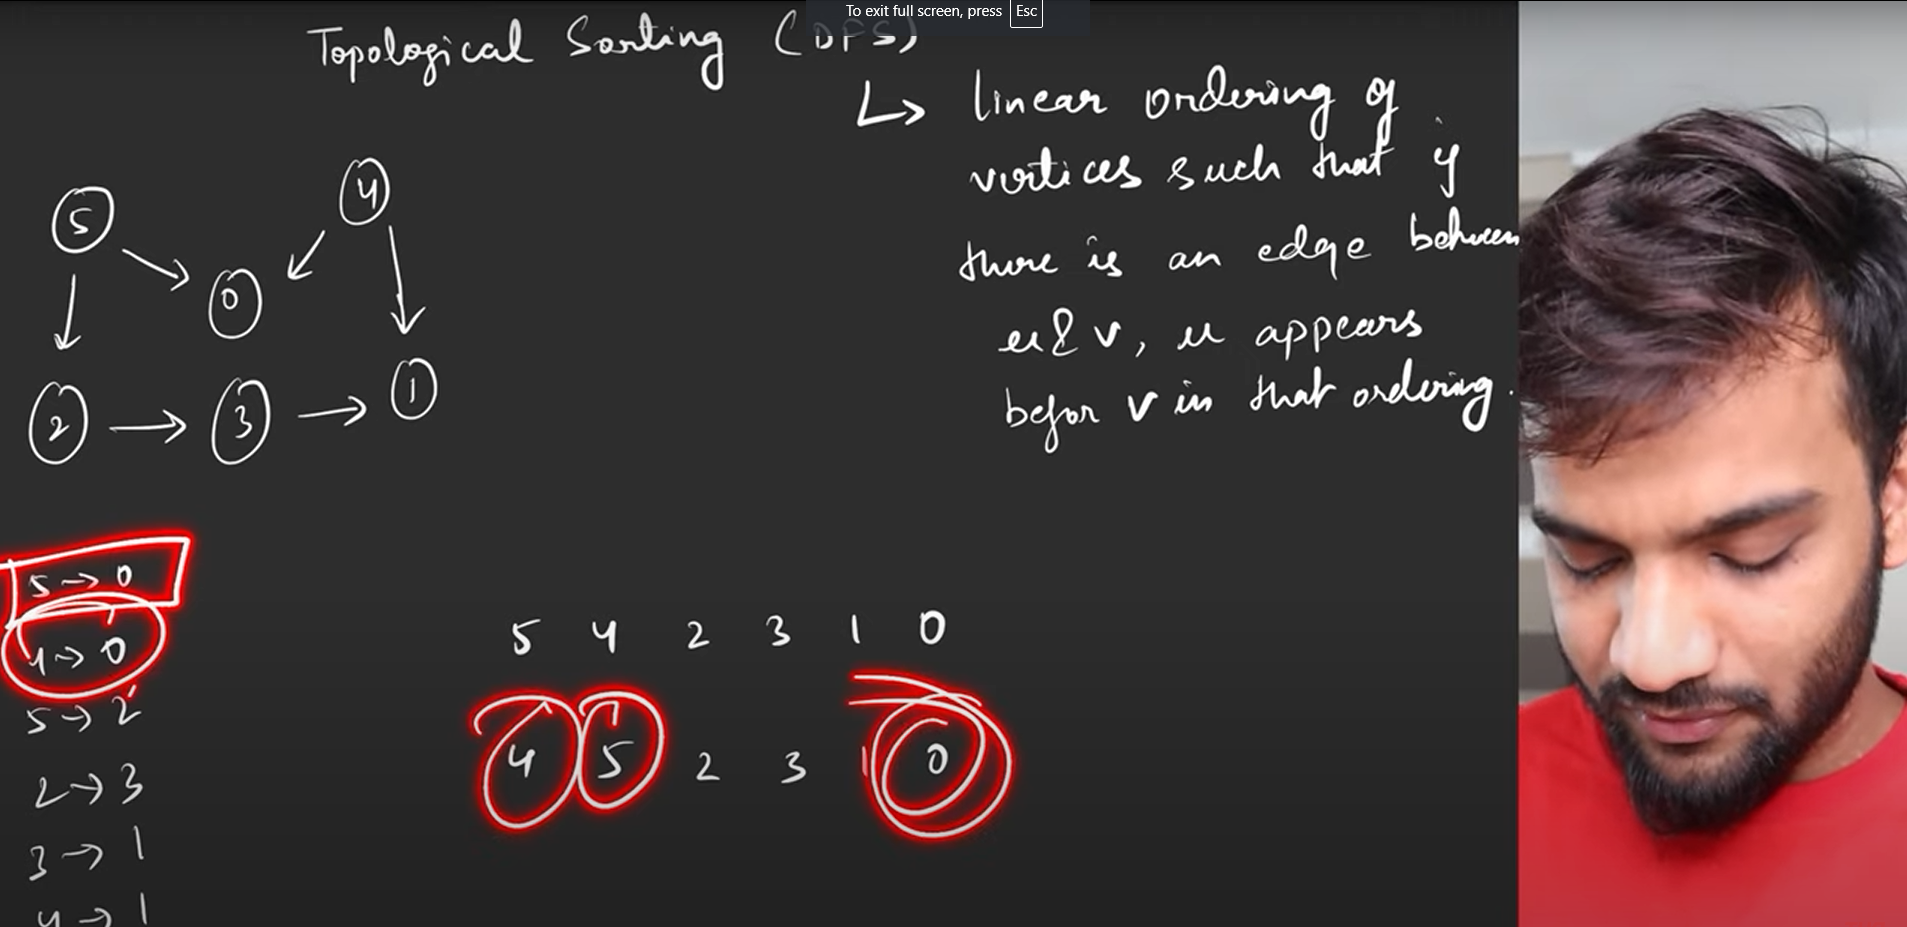 To exit full screen, press Esc
Topological Sorting (DFS)
↳ linear ordering of
vertices such that if
there is an edge between
u & v, u appears
befor v in that ordering.
5
4
0
2 → 3 → 1
5 → 0
4 → 0
5 → 2
2 → 3
3 → 1
4 → 1
5 4 2 3 1 0
4 5 2 3 1 0